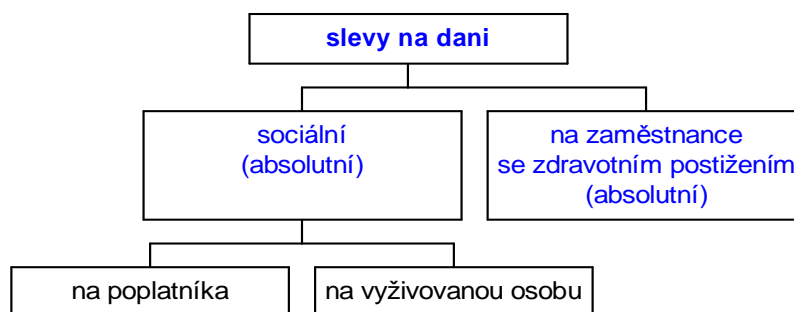 slevy na dani
sociální
(absolutní)
na zaměstnance
se zdravotním postižením
(absolutní)
na poplatníka
na vyživovanou osobu